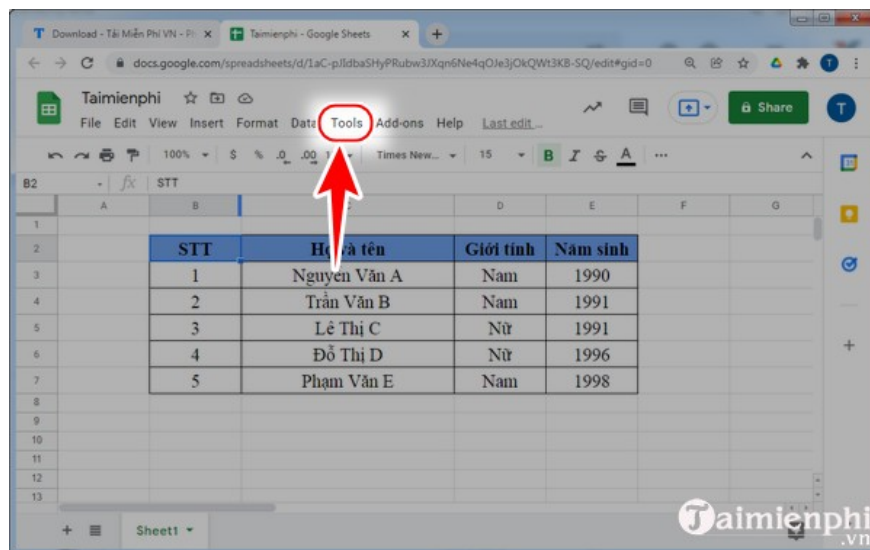 Download - Tải Miễn Phí VN - P
Taimienphi - Google Sheets
docs.google.com/spreadsheets/d/1aC-pJIdbaSHyPRubw3JXqn6Ne4qOJe3jOkQWt3KB-SQ/edit#gid=0
T
Taimienphi
File Edit View Insert Format Data Tools Add-ons Help Last edit ...
Share
T
100% $ % .0 .00 Times New... 15 B I S A ...
31
B2 fx STT
A B D E F G
1
2 STT Họ và tên Giới tính Năm sinh
3 1 Nguyễn Văn A Nam 1990
4 2 Trần Văn B Nam 1991
5 3 Lê Thị C Nữ 1991
6 4 Đỗ Thị D Nữ 1996
7 5 Phạm Văn E Nam 1998
8
9
10
11
12
13
Sheet1
Taimienphi
.vn